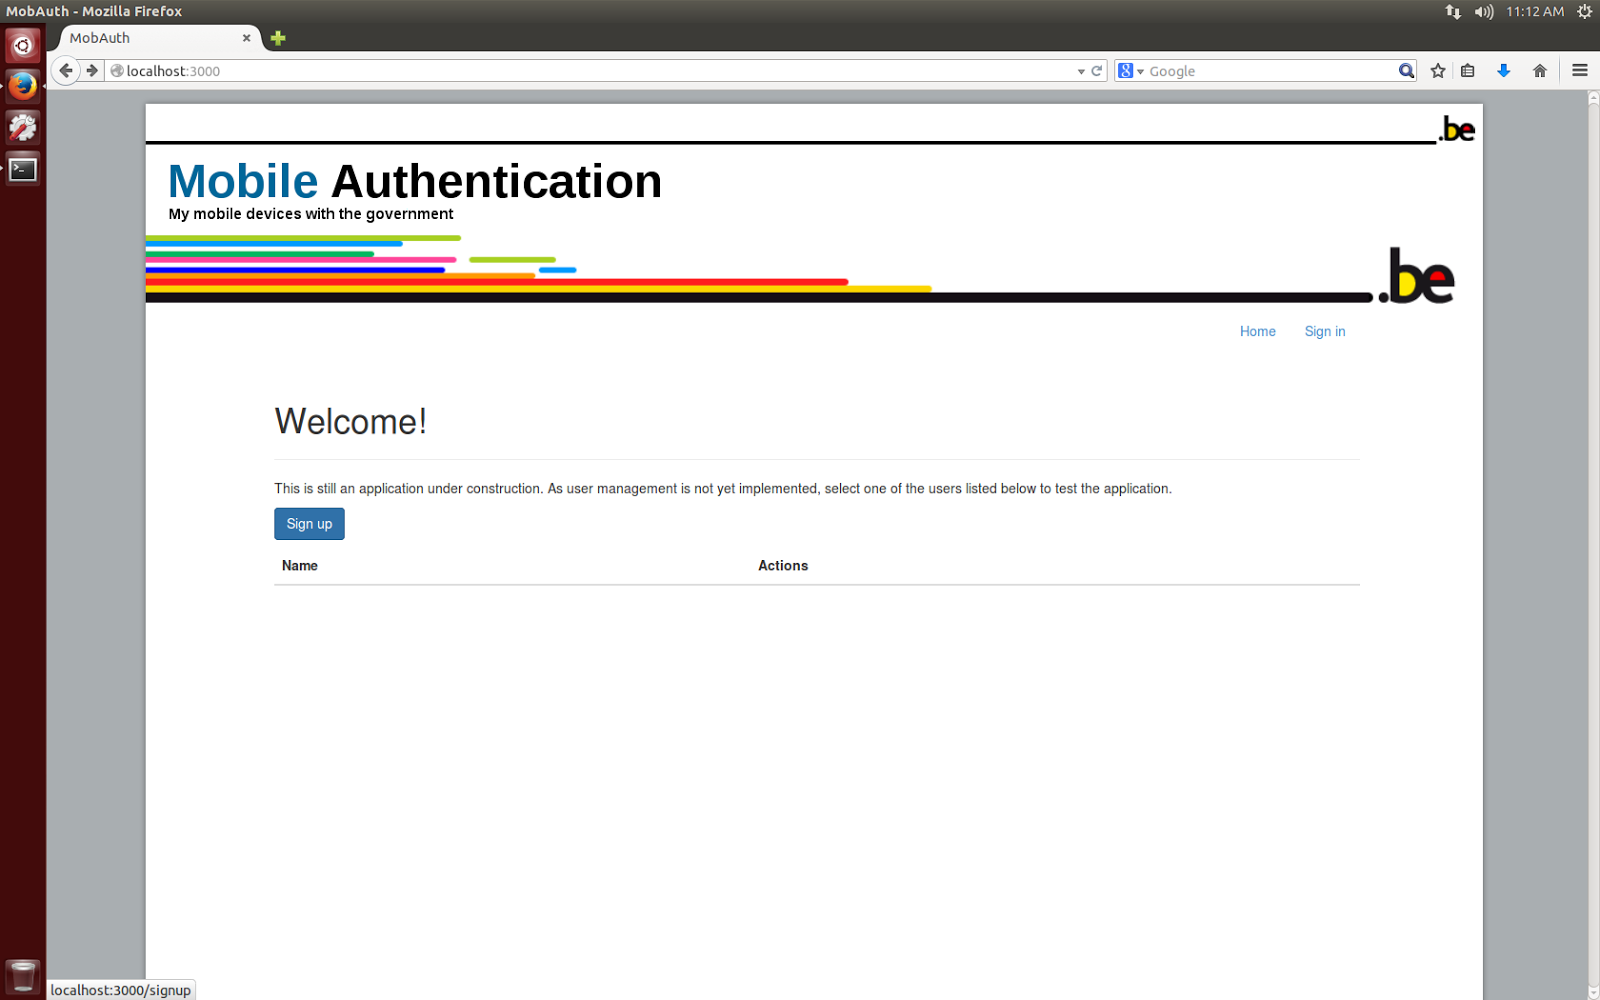 MobAuth - Mozilla Firefox
11:12 AM
MobAuth
localhost:3000
8
Google
.be
Mobile Authentication
My mobile devices with the government
.be
Home
Sign in
Welcome!
This is still an application under construction. As user management is not yet implemented, select one of the users listed below to test the application.
Sign up
Name
Actions
localhost:3000/signup